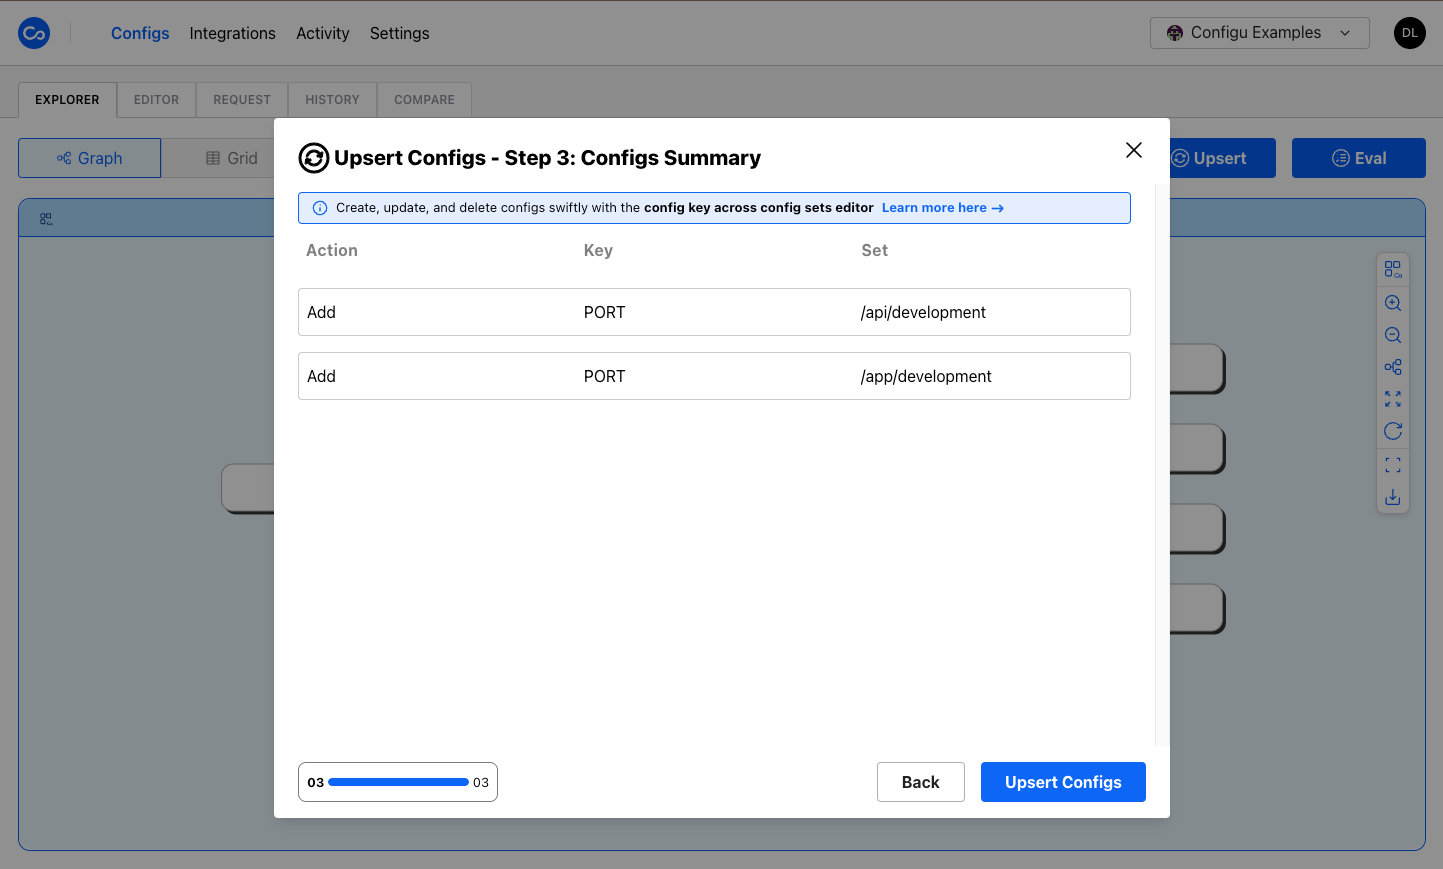 Configs Integrations Activity Settings Configu Examples DL
EXPLORER EDITOR REQUEST HISTORY COMPARE
Graph Grid Upsert Eval
Upsert Configs - Step 3: Configs Summary
Create, update, and delete configs swiftly with the config key across config sets editor Learn more here →
Action Key Set
Add PORT /api/development
Add PORT /app/development
03 03 Back Upsert Configs